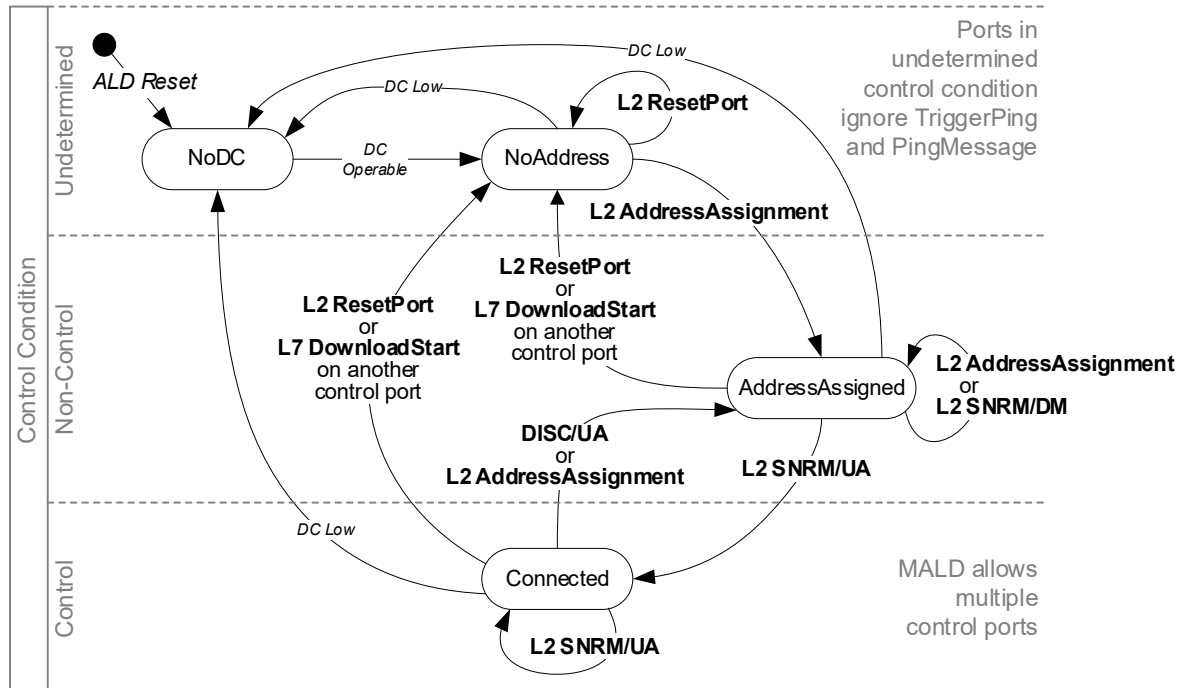 Control Condition
Undetermined
Non-Control
Control
ALD Reset
DC Low
Ports in
undetermined
control condition
ignore TriggerPing
and PingMessage
DC Low
L2 ResetPort
NoDC
DC
Operable
NoAddress
L2 AddressAssignment
L2 ResetPort
or
L7 DownloadStart
on another
control port
L2 ResetPort
or
L7 DownloadStart
on another
control port
AddressAssigned
L2 AddressAssignment
or
L2 SNRM/DM
DISC/UA
or
L2 AddressAssignment
L2 SNRM/UA
DC Low
Connected
L2 SNRM/UA
MALD allows
multiple
control ports